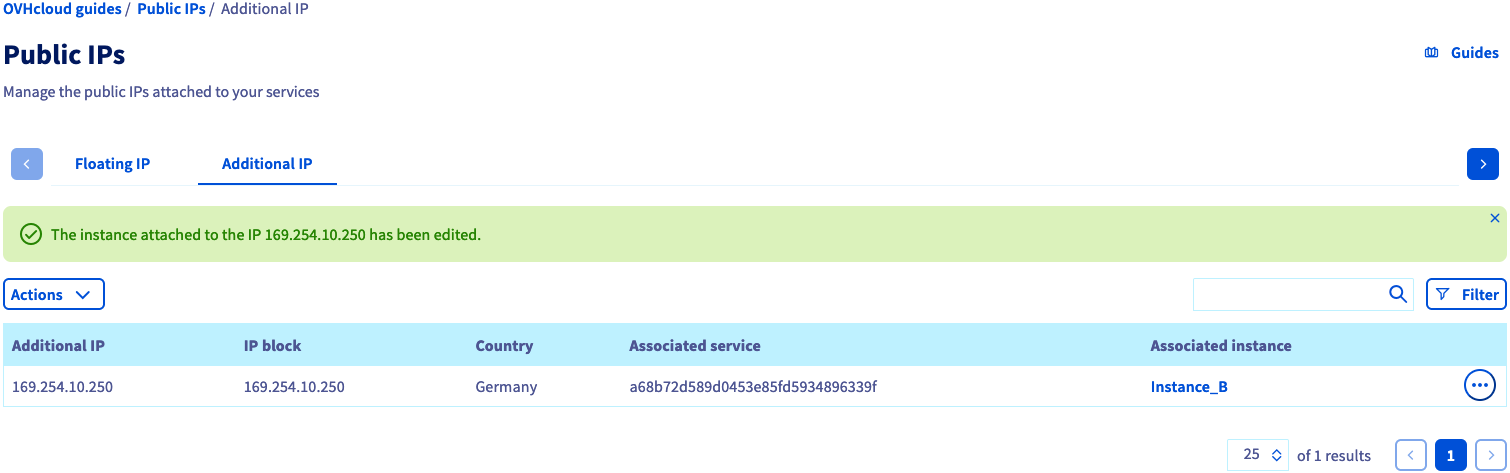 OVHcloud guides / Public IPs / Additional IP
Public IPs
Guides
Manage the public IPs attached to your services
Floating IP Additional IP
The instance attached to the IP 169.254.10.250 has been edited.
Actions
Filter
Additional IP IP block Country Associated service Associated instance
169.254.10.250 169.254.10.250 Germany a68b72d589d0453e85fd5934896339f Instance_B
25 of 1 results 1